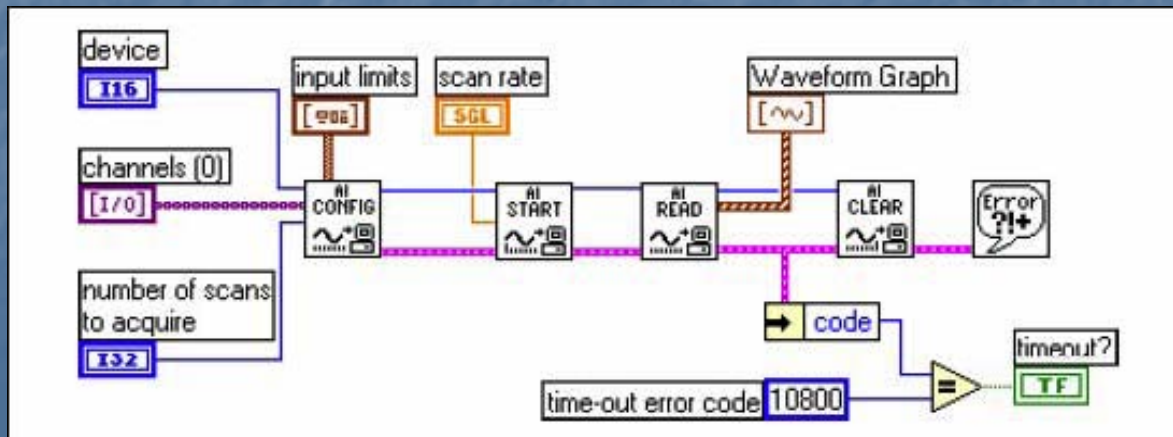 device
I16
input limits
scan rate
SGL
Waveform Graph
channels (0)
[I/O]
AI
CONFIG
AI
START
AI
READ
AI
CLEAR
Error
?!+
number of scans
to acquire
I32
code
timeout?
TF
time-out error code 10800
=